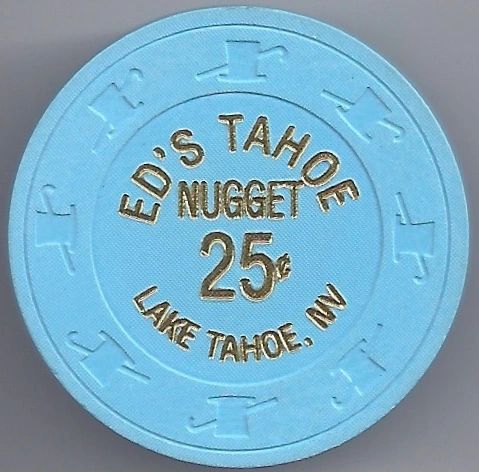 ED'S TAHOE
NUGGET
25¢
LAKE TAHOE, NV